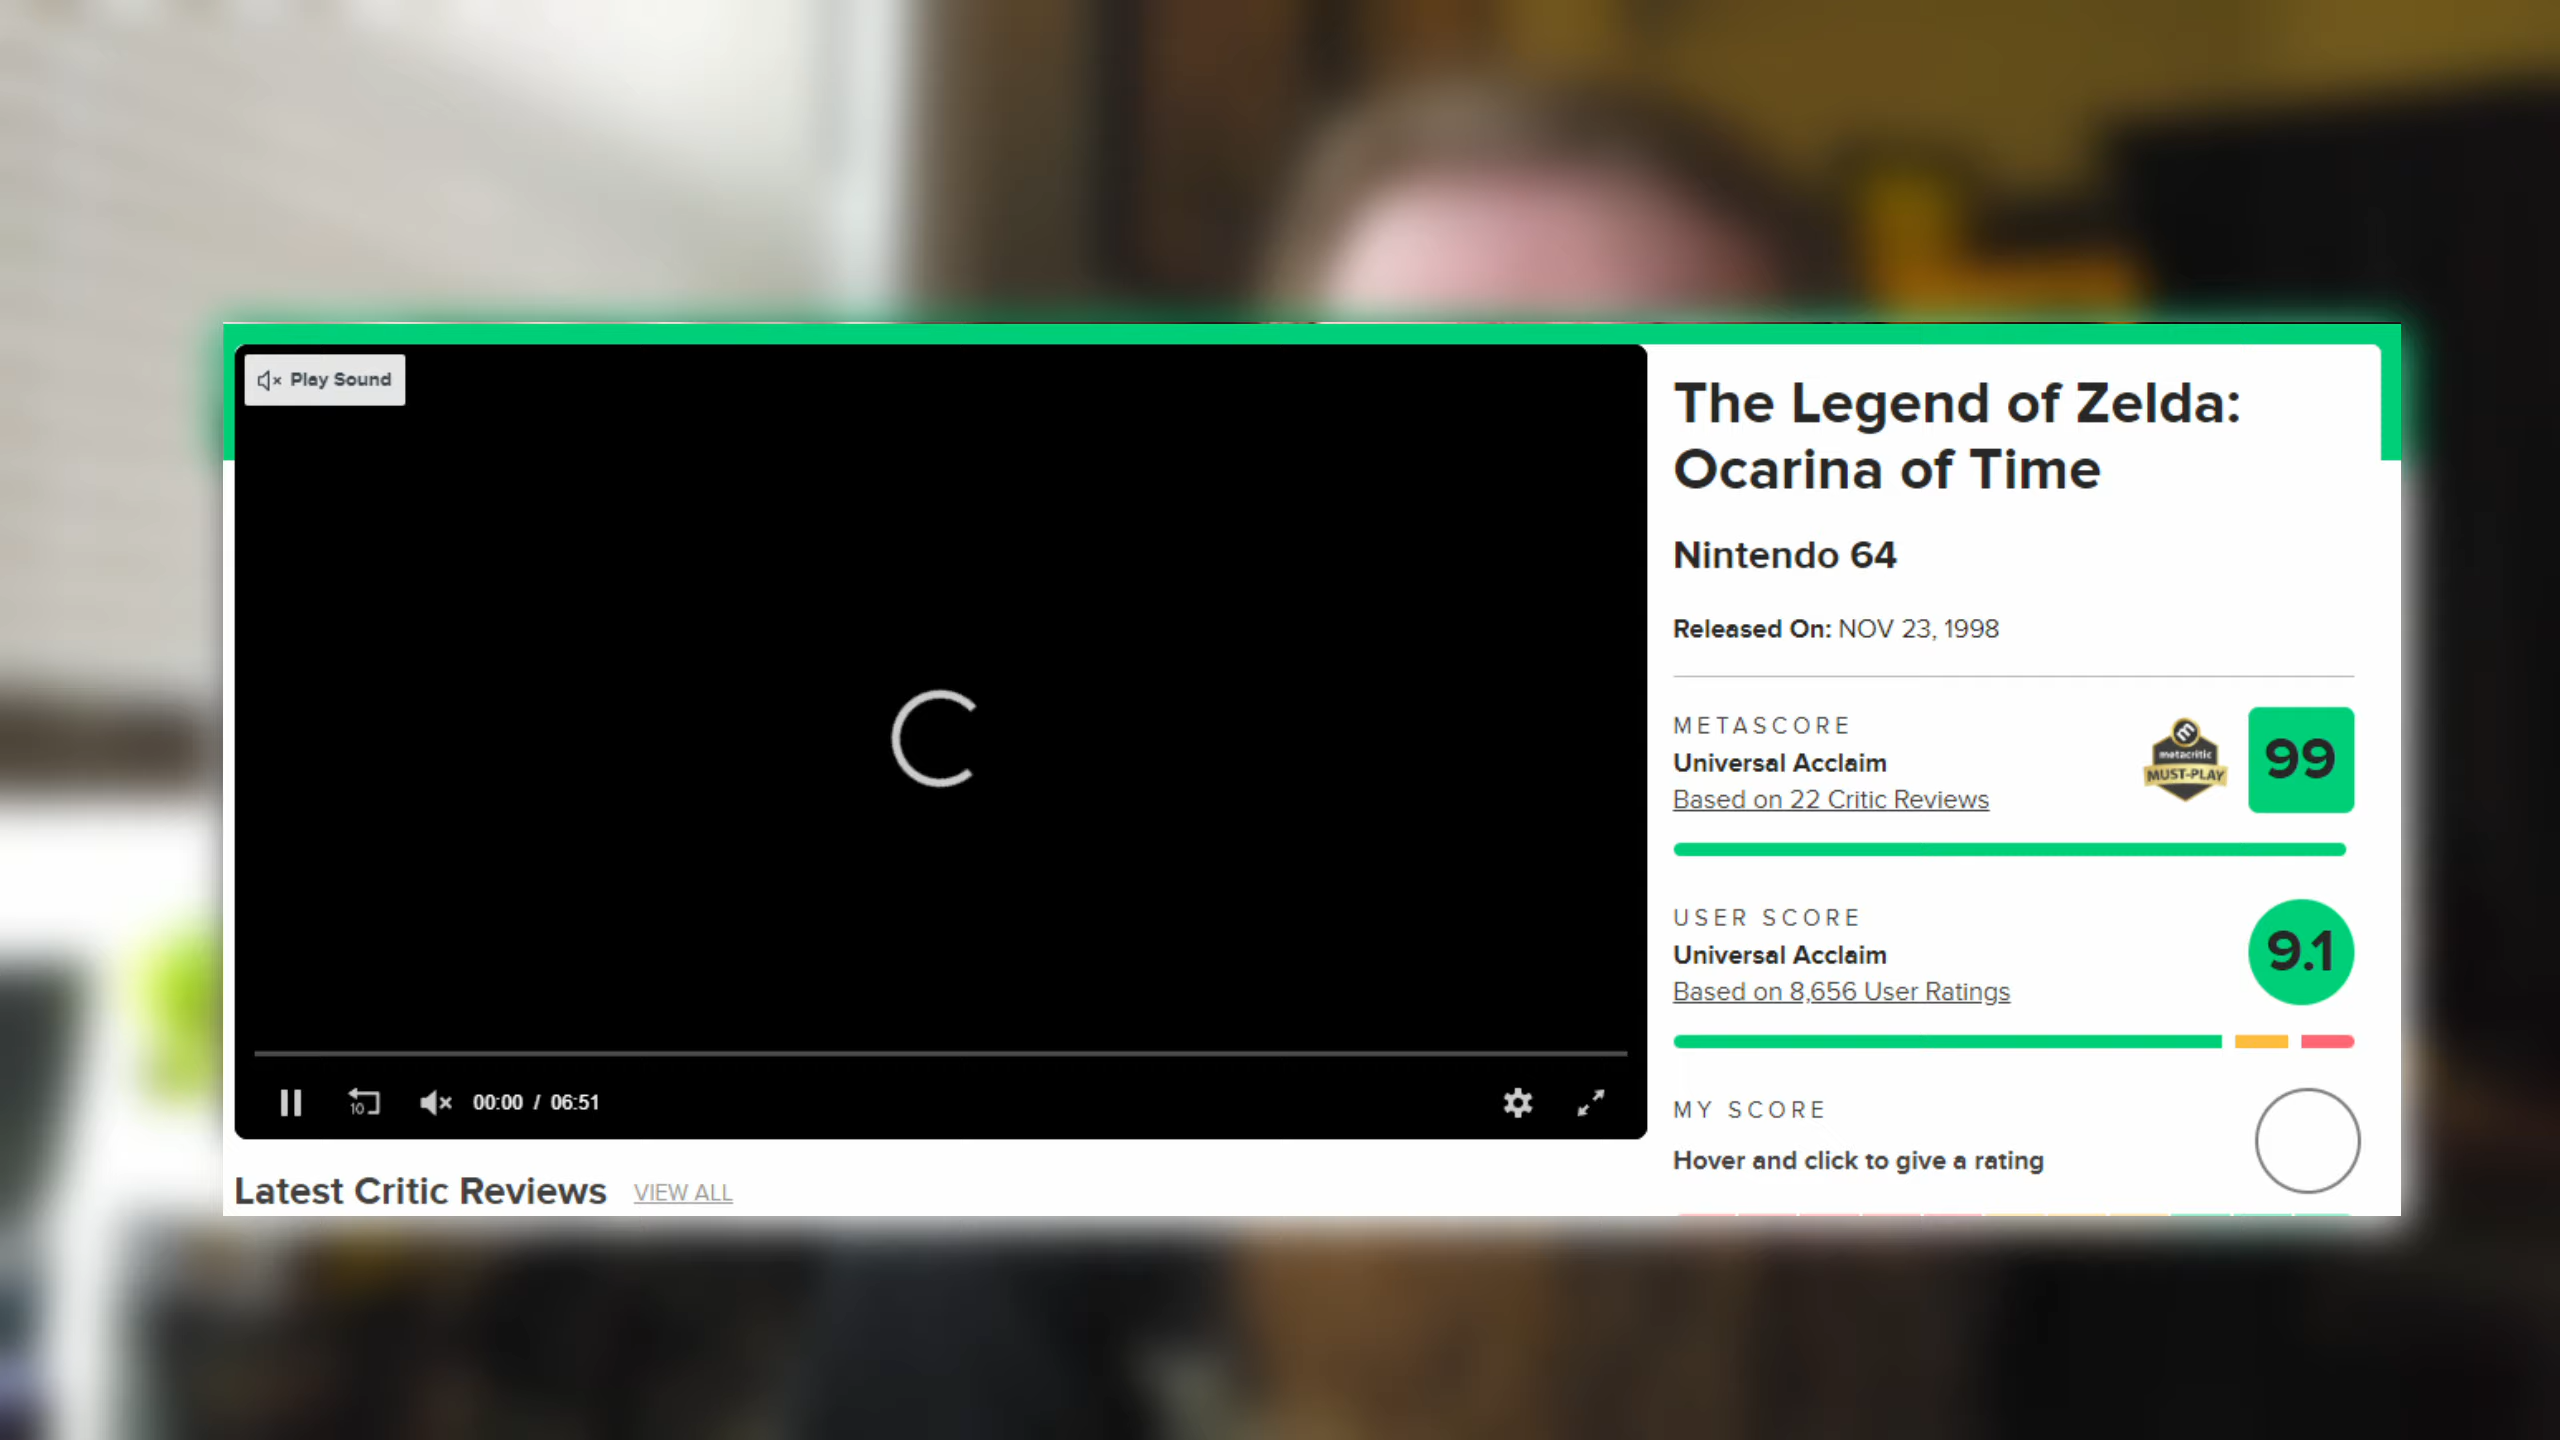 Play Sound
The Legend of Zelda:
Ocarina of Time
Nintendo 64
Released On: NOV 23, 1998
METASCORE
Universal Acclaim
Based on 22 Critic Reviews
m
metacritic
MUST-PLAY
99
USER SCORE
Universal Acclaim
Based on 8,656 User Ratings
9.1
MY SCORE
Hover and click to give a rating
10
00:00 / 06:51
Latest Critic Reviews VIEW ALL